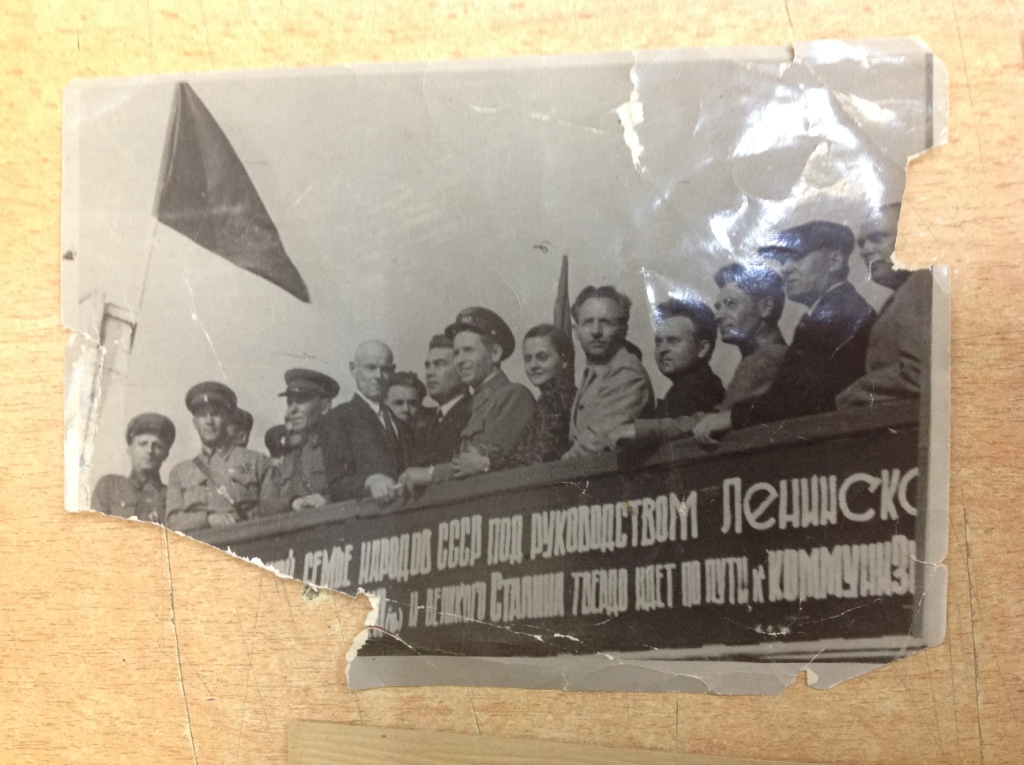 семье народов СССР под руководством Ленинско
и великого Сталина твердо идет по пути к коммуниз